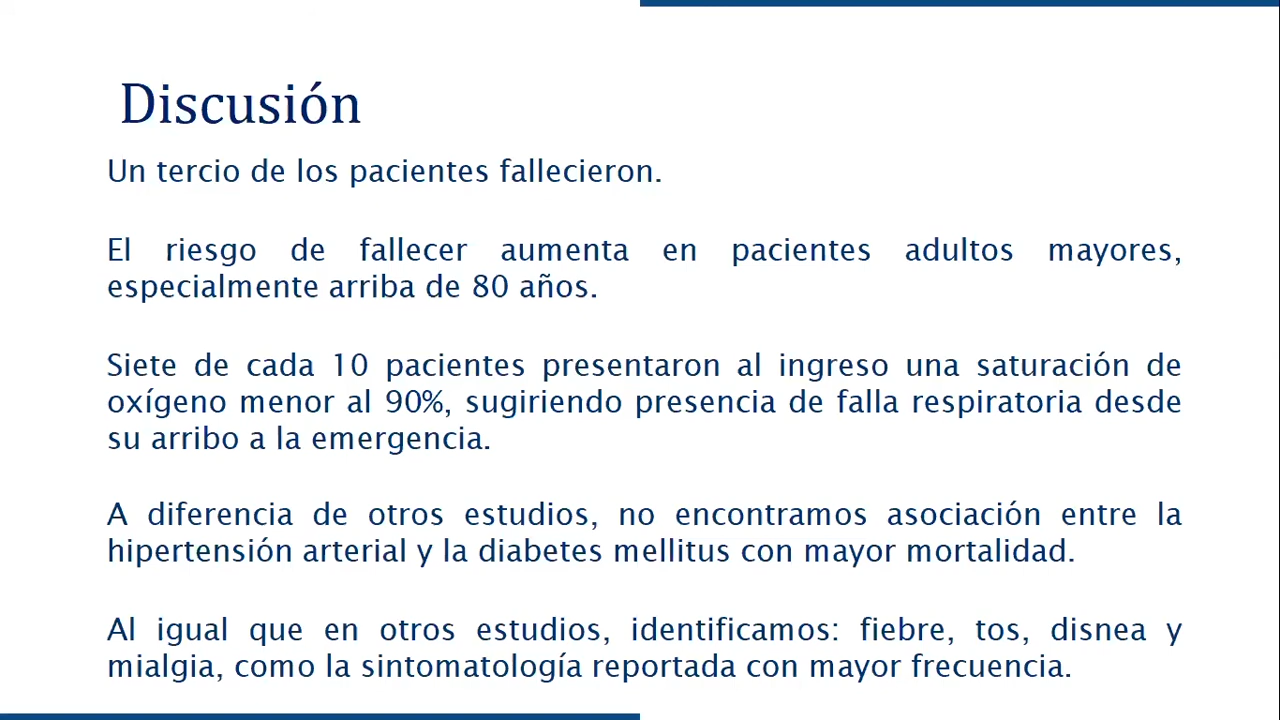 Discusión
Un tercio de los pacientes fallecieron.
El riesgo de fallecer aumenta en pacientes adultos mayores,
especialmente arriba de 80 años.
Siete de cada 10 pacientes presentaron al ingreso una saturación de
oxígeno menor al 90%, sugiriendo presencia de falla respiratoria desde
su arribo a la emergencia.
A diferencia de otros estudios, no encontramos asociación entre la
hipertensión arterial y la diabetes mellitus con mayor mortalidad.
Al igual que en otros estudios, identificamos: fiebre, tos, disnea y
mialgia, como la sintomatología reportada con mayor frecuencia.